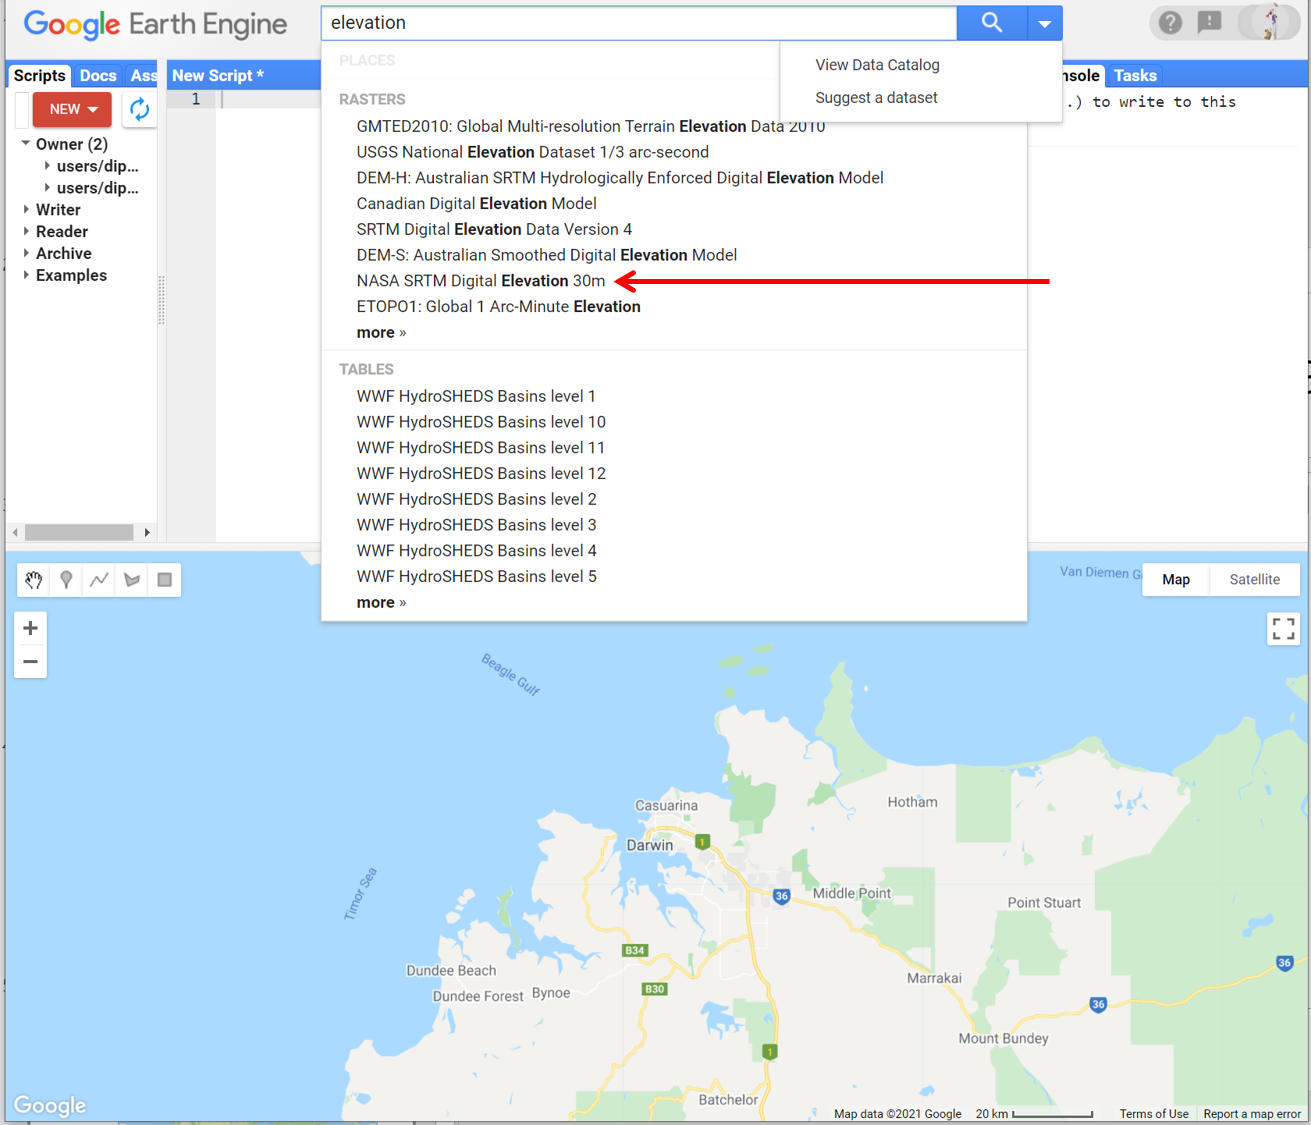 Google Earth Engine
elevation
View Data Catalog
Suggest a dataset
Scripts Docs Ass
NEW
Owner (2)
users/dip...
users/dip...
Writer
Reader
Archive
Examples
New Script *
1
PLACES
RASTERS
GMTED2010: Global Multi-resolution Terrain Elevation Data 2010
USGS National Elevation Dataset 1/3 arc-second
DEM-H: Australian SRTM Hydrologically Enforced Digital Elevation Model
Canadian Digital Elevation Model
SRTM Digital Elevation Data Version 4
DEM-S: Australian Smoothed Digital Elevation Model
NASA SRTM Digital Elevation 30m
ETOPO1: Global 1 Arc-Minute Elevation
more »
TABLES
WWF HydroSHEDS Basins level 1
WWF HydroSHEDS Basins level 10
WWF HydroSHEDS Basins level 11
WWF HydroSHEDS Basins level 12
WWF HydroSHEDS Basins level 2
WWF HydroSHEDS Basins level 3
WWF HydroSHEDS Basins level 4
WWF HydroSHEDS Basins level 5
more »
nsole Tasks
.) to write to this
Van Diemen G
Map Satellite
+
−
Beagle Gulf
Timor Sea
Casuarina
Darwin
1
Hotham
36
Middle Point
Point Stuart
B34
Dundee Beach
Dundee Forest
Bynoe
B30
Marrakai
36
36
Mount Bundey
1
Batchelor
Google
Map data ©2021 Google
20 km
Terms of Use
Report a map error